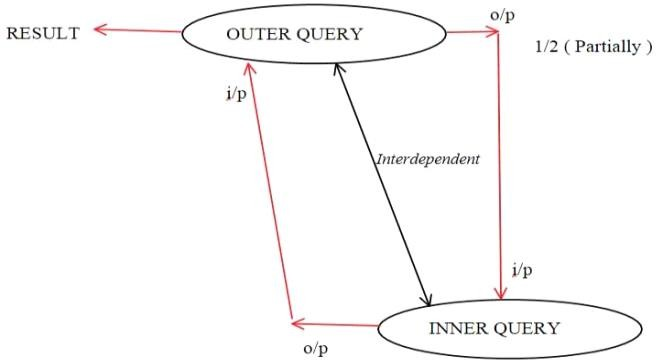 o/p
RESULT
OUTER QUERY
1/2 ( Partially )
i/p
Interdependent
i/p
INNER QUERY
o/p